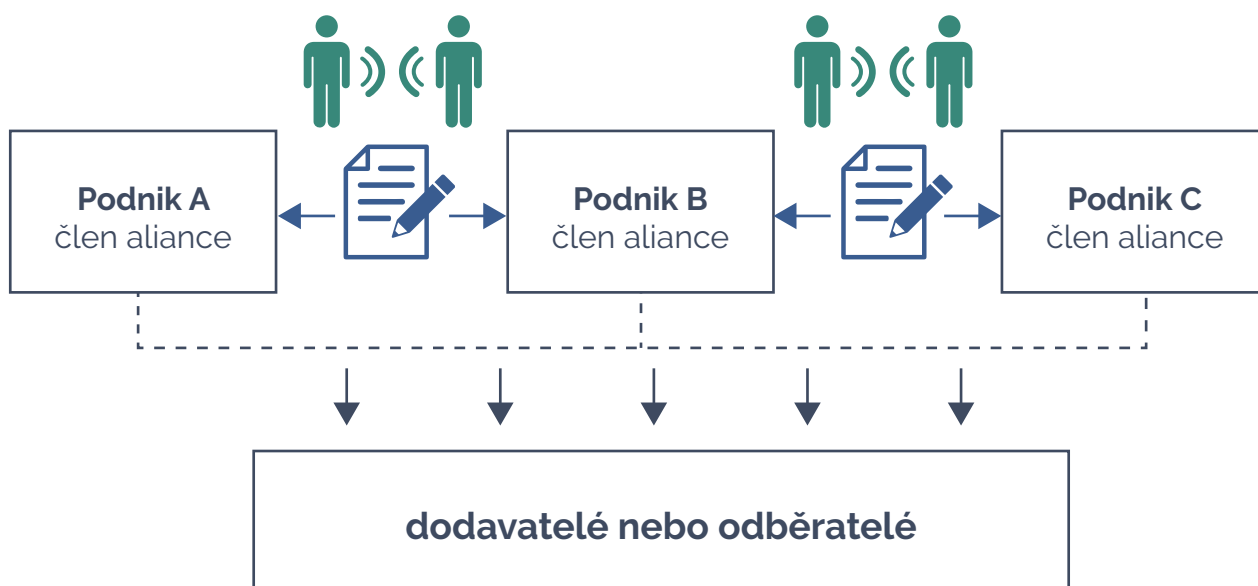 Podnik A
člen aliance
Podnik B
člen aliance
Podnik C
člen aliance
dodavatelé nebo odběratelé